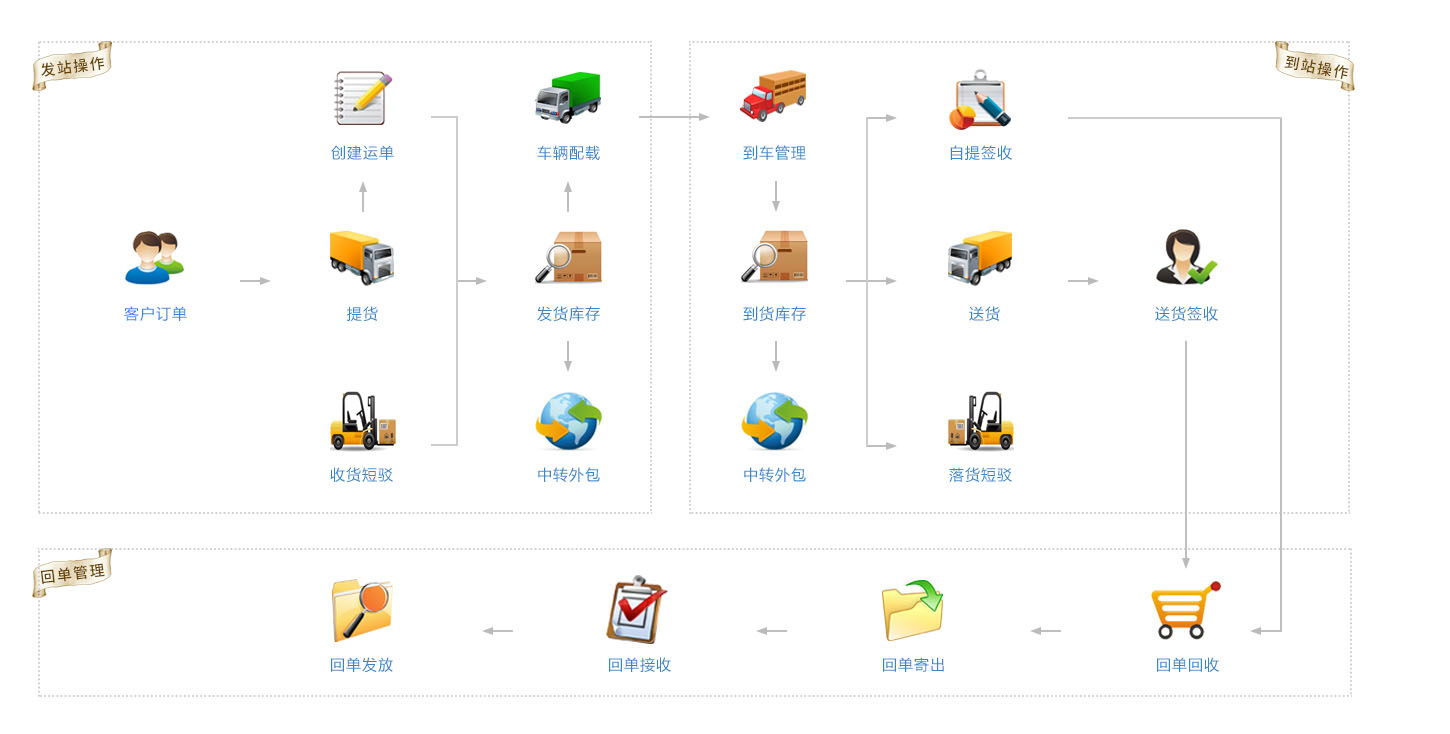 发站操作
到站操作
创建运单
车辆配载
到车管理
自提签收
客户订单
提货
发货库存
到货库存
送货
送货签收
收货短驳
中转外包
中转外包
落货短驳
回单管理
回单发放
回单接收
回单寄出
回单回收